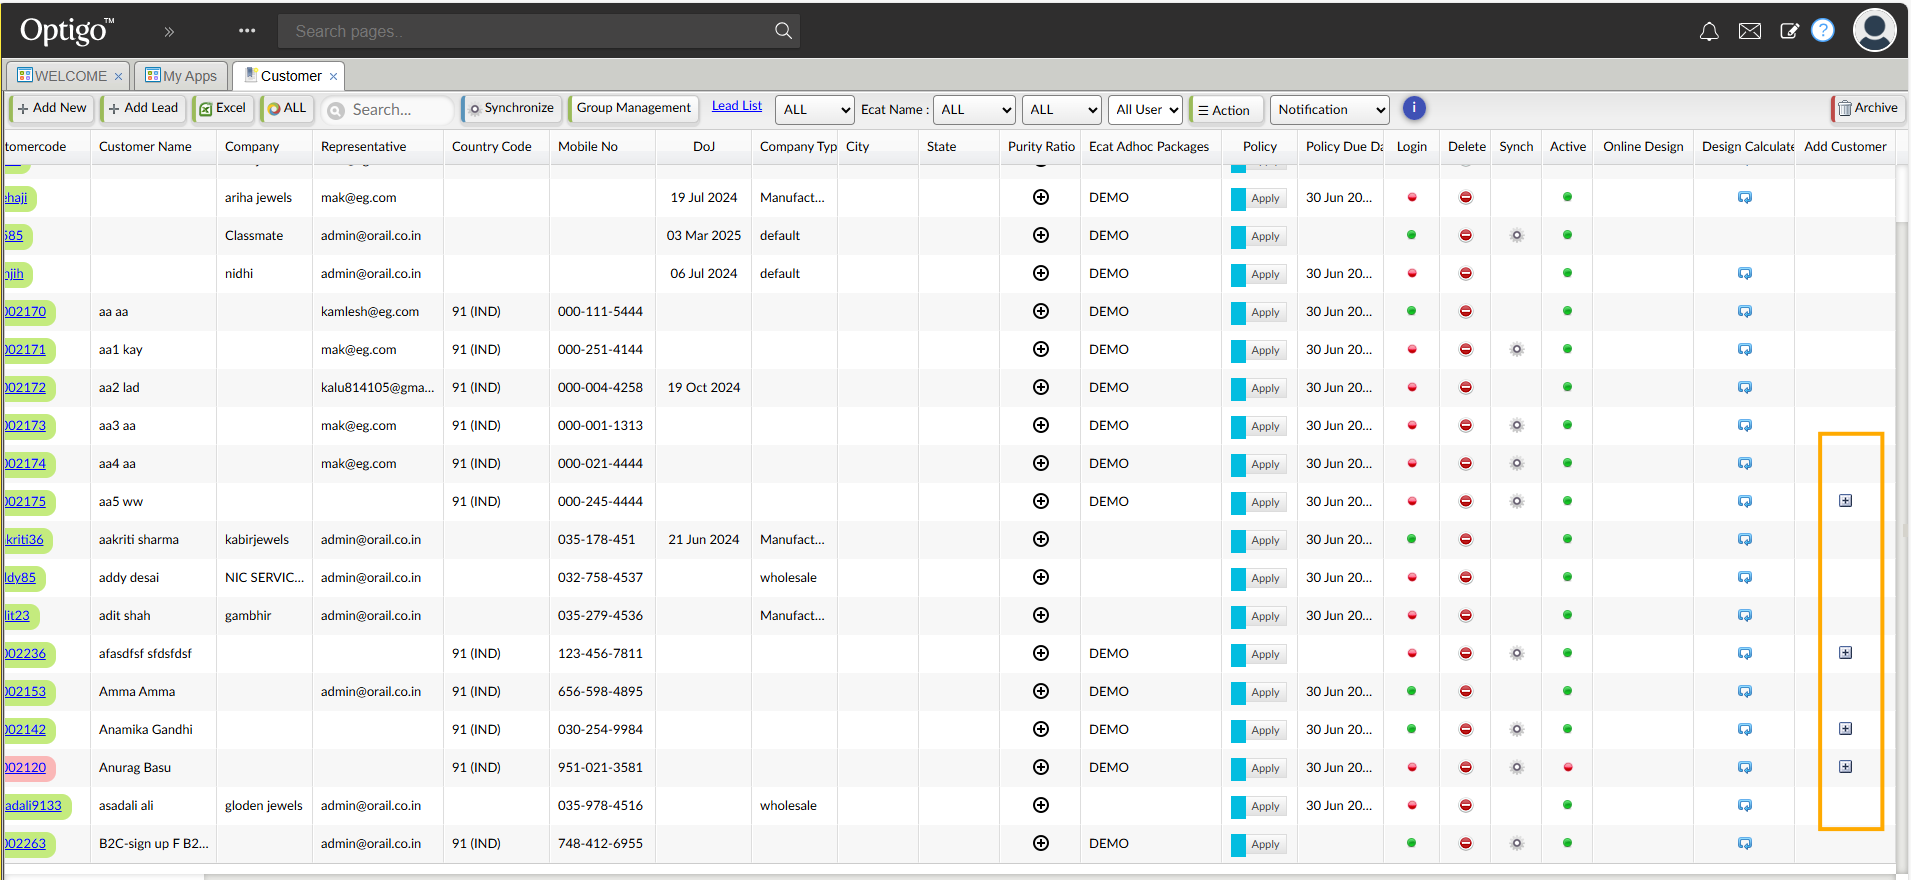 Optigo™ » ••• Search pages.. ?
WELCOME × My Apps Customer ×
+ Add New + Add Lead Excel ALL Search... Synchronize Group Management Lead List ALL Ecat Name : ALL ALL All User ☰ Action Notification i Archive
tomercode Customer Name Company Representative Country Code Mobile No DoJ Company Typ City State Purity Ratio Ecat Adhoc Packages Policy Policy Due Da Login Delete Synch Active Online Design Design Calculate Add Customer
ehaji ariha jewels mak@eg.com 19 Jul 2024 Manufact... DEMO Apply 30 Jun 20...
685 Classmate admin@orail.co.in 03 Mar 2025 default DEMO Apply
njih nidhi admin@orail.co.in 06 Jul 2024 default DEMO Apply 30 Jun 20...
002170 aa aa kamlesh@eg.com 91 (IND) 000-111-5444 DEMO Apply 30 Jun 20...
002171 aa1 kay mak@eg.com 91 (IND) 000-251-4144 DEMO Apply 30 Jun 20...
002172 aa2 lad kalu814105@gma... 91 (IND) 000-004-4258 19 Oct 2024 DEMO Apply 30 Jun 20...
002173 aa3 aa mak@eg.com 91 (IND) 000-001-1313 DEMO Apply 30 Jun 20...
002174 aa4 aa mak@eg.com 91 (IND) 000-021-4444 DEMO Apply 30 Jun 20...
002175 aa5 ww 91 (IND) 000-245-4444 DEMO Apply 30 Jun 20...
kriti36 aakriti sharma kabirjewels admin@orail.co.in 035-178-451 21 Jun 2024 Manufact... Apply 30 Jun 20...
ddy85 addy desai NIC SERVIC... admin@orail.co.in 032-758-4537 wholesale Apply 30 Jun 20...
dit23 adit shah gambhir admin@orail.co.in 035-279-4536 Manufact... Apply 30 Jun 20...
002236 afasdfsf sfdsfdsf 91 (IND) 123-456-7811 DEMO Apply
002153 Amma Amma admin@orail.co.in 91 (IND) 656-598-4895 DEMO Apply 30 Jun 20...
002142 Anamika Gandhi 91 (IND) 030-254-9984 DEMO Apply 30 Jun 20...
002120 Anurag Basu 91 (IND) 951-021-3581 DEMO Apply 30 Jun 20...
adali9133 asadali ali gloden jewels admin@orail.co.in 035-978-4516 wholesale Apply 30 Jun 20...
002263 B2C-sign up F B2... admin@orail.co.in 91 (IND) 748-412-6955 DEMO Apply